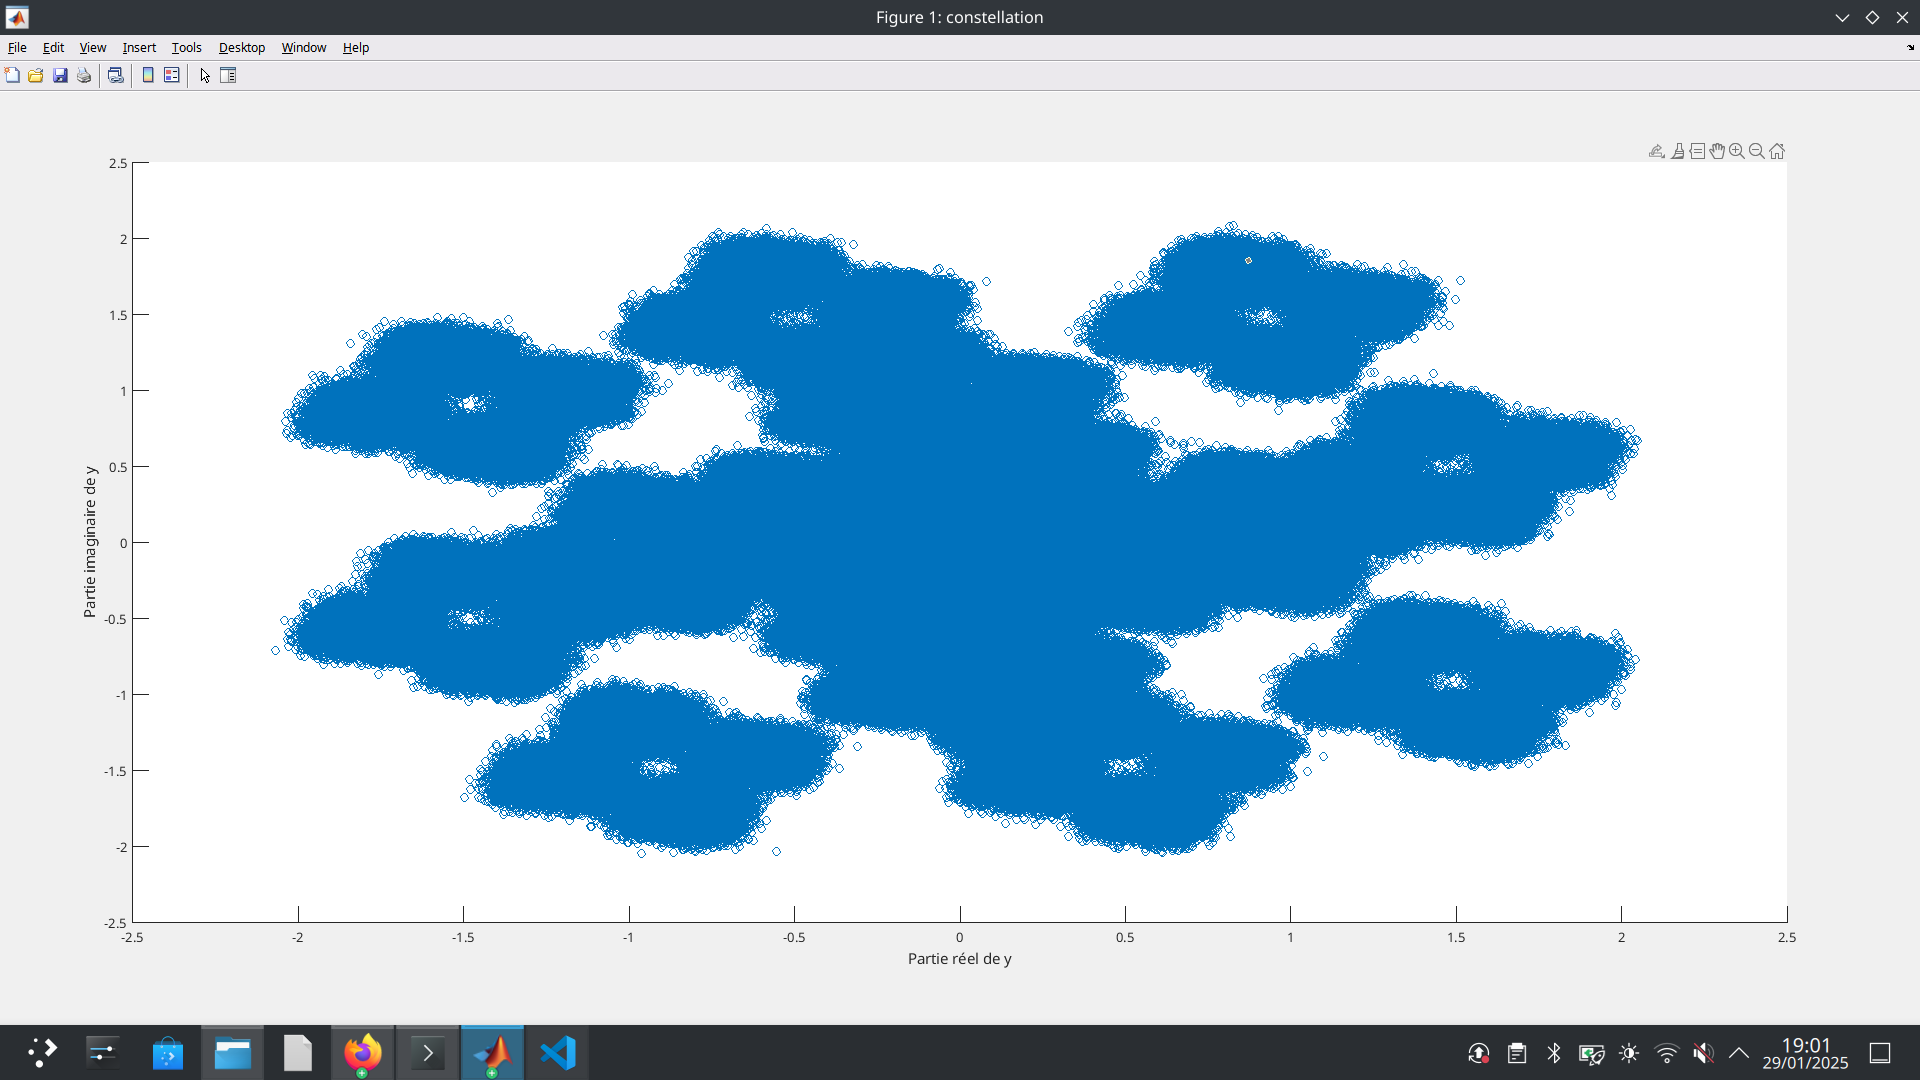 Figure 1: constellation
File Edit View Insert Tools Desktop Window Help
2.5
2
1.5
1
0.5
0
-0.5
-1
-1.5
-2
-2.5
Partie imaginaire de y
-2.5 -2 -1.5 -1 -0.5 0 0.5 1 1.5 2 2.5
Partie réel de y
19:01
29/01/2025